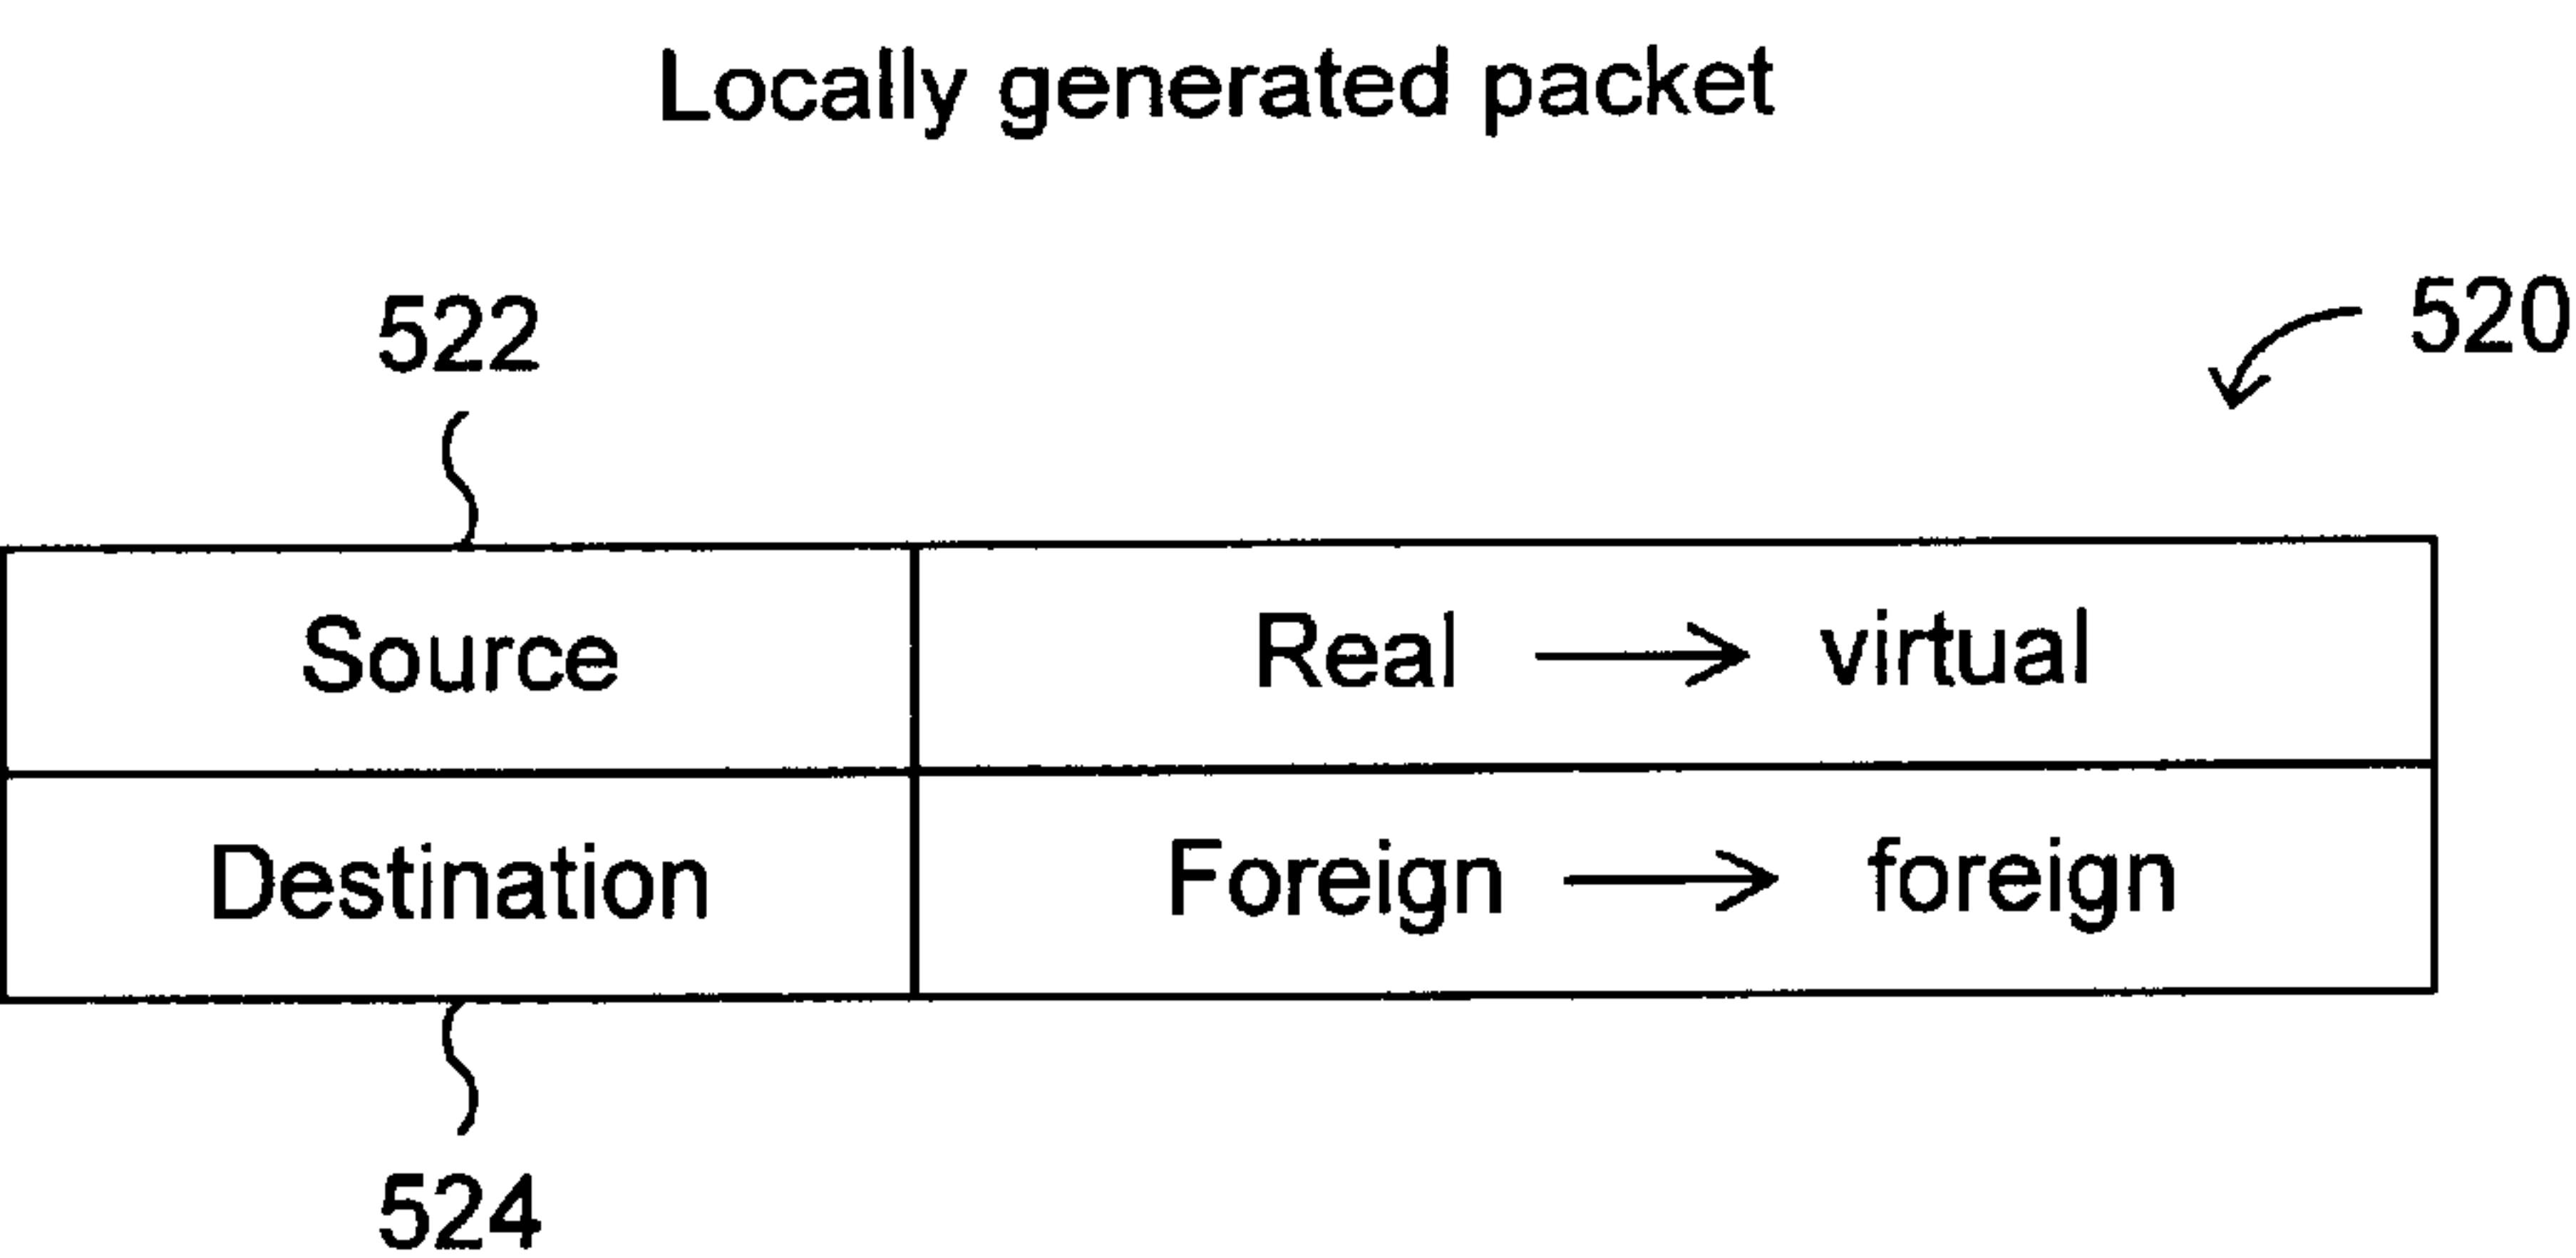 Locally generated packet
522
520
Source Real → virtual
Destination Foreign → foreign
524